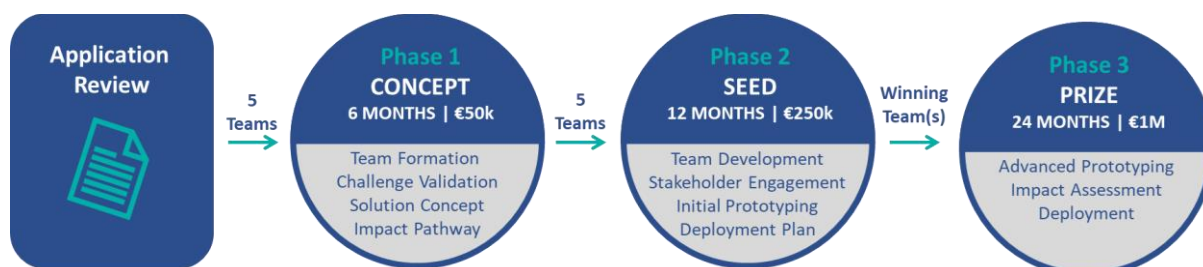 Application
Review
5
Teams
Phase 1
CONCEPT
6 MONTHS | €50k
Team Formation
Challenge Validation
Solution Concept
Impact Pathway
5
Teams
Phase 2
SEED
12 MONTHS | €250k
Team Development
Stakeholder Engagement
Initial Prototyping
Deployment Plan
Winning
Team(s)
Phase 3
PRIZE
24 MONTHS | €1M
Advanced Prototyping
Impact Assessment
Deployment